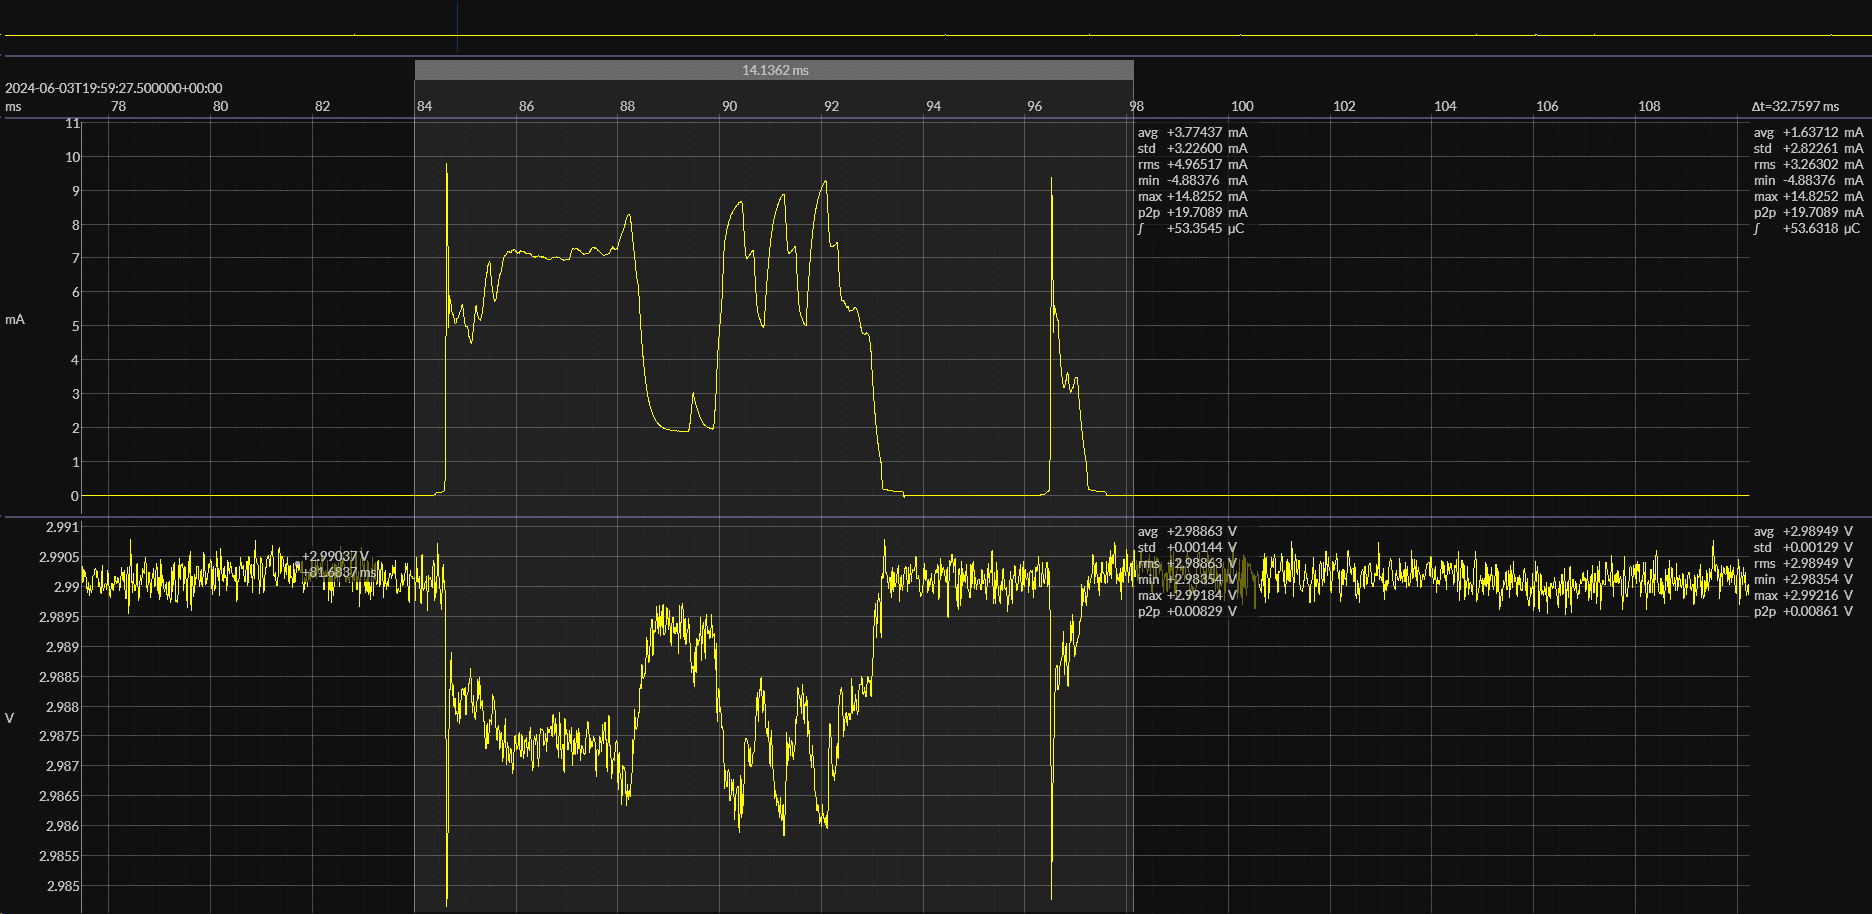 14.1362 ms
2024-06-03T19:59:27.500000+00:00
ms 78 80 82 84 86 88 90 92 94 96 98 100 102 104 106 108 Δt=32.7597 ms
11
10
9
8
7
6
5
4
3
2
1
0
mA
avg +3.77437 mA
std +3.22600 mA
rms +4.96517 mA
min -4.88376 mA
max +14.8252 mA
p2p +19.7089 mA
∫ +53.3545 µC
avg +1.63712 mA
std +2.82261 mA
rms +3.26302 mA
min -4.88376 mA
max +14.8252 mA
p2p +19.7089 mA
∫ +53.6318 µC
2.991
2.9905
2.99
2.9895
2.989
2.9885
2.988
2.9875
2.987
2.9865
2.986
2.9855
2.985
V
+2.99037 V
+81.6837 ms
avg +2.98863 V
std +0.00144 V
rms +2.98863 V
min +2.98354 V
max +2.99184 V
p2p +0.00829 V
avg +2.98949 V
std +0.00129 V
rms +2.98949 V
min +2.98354 V
max +2.99216 V
p2p +0.00861 V